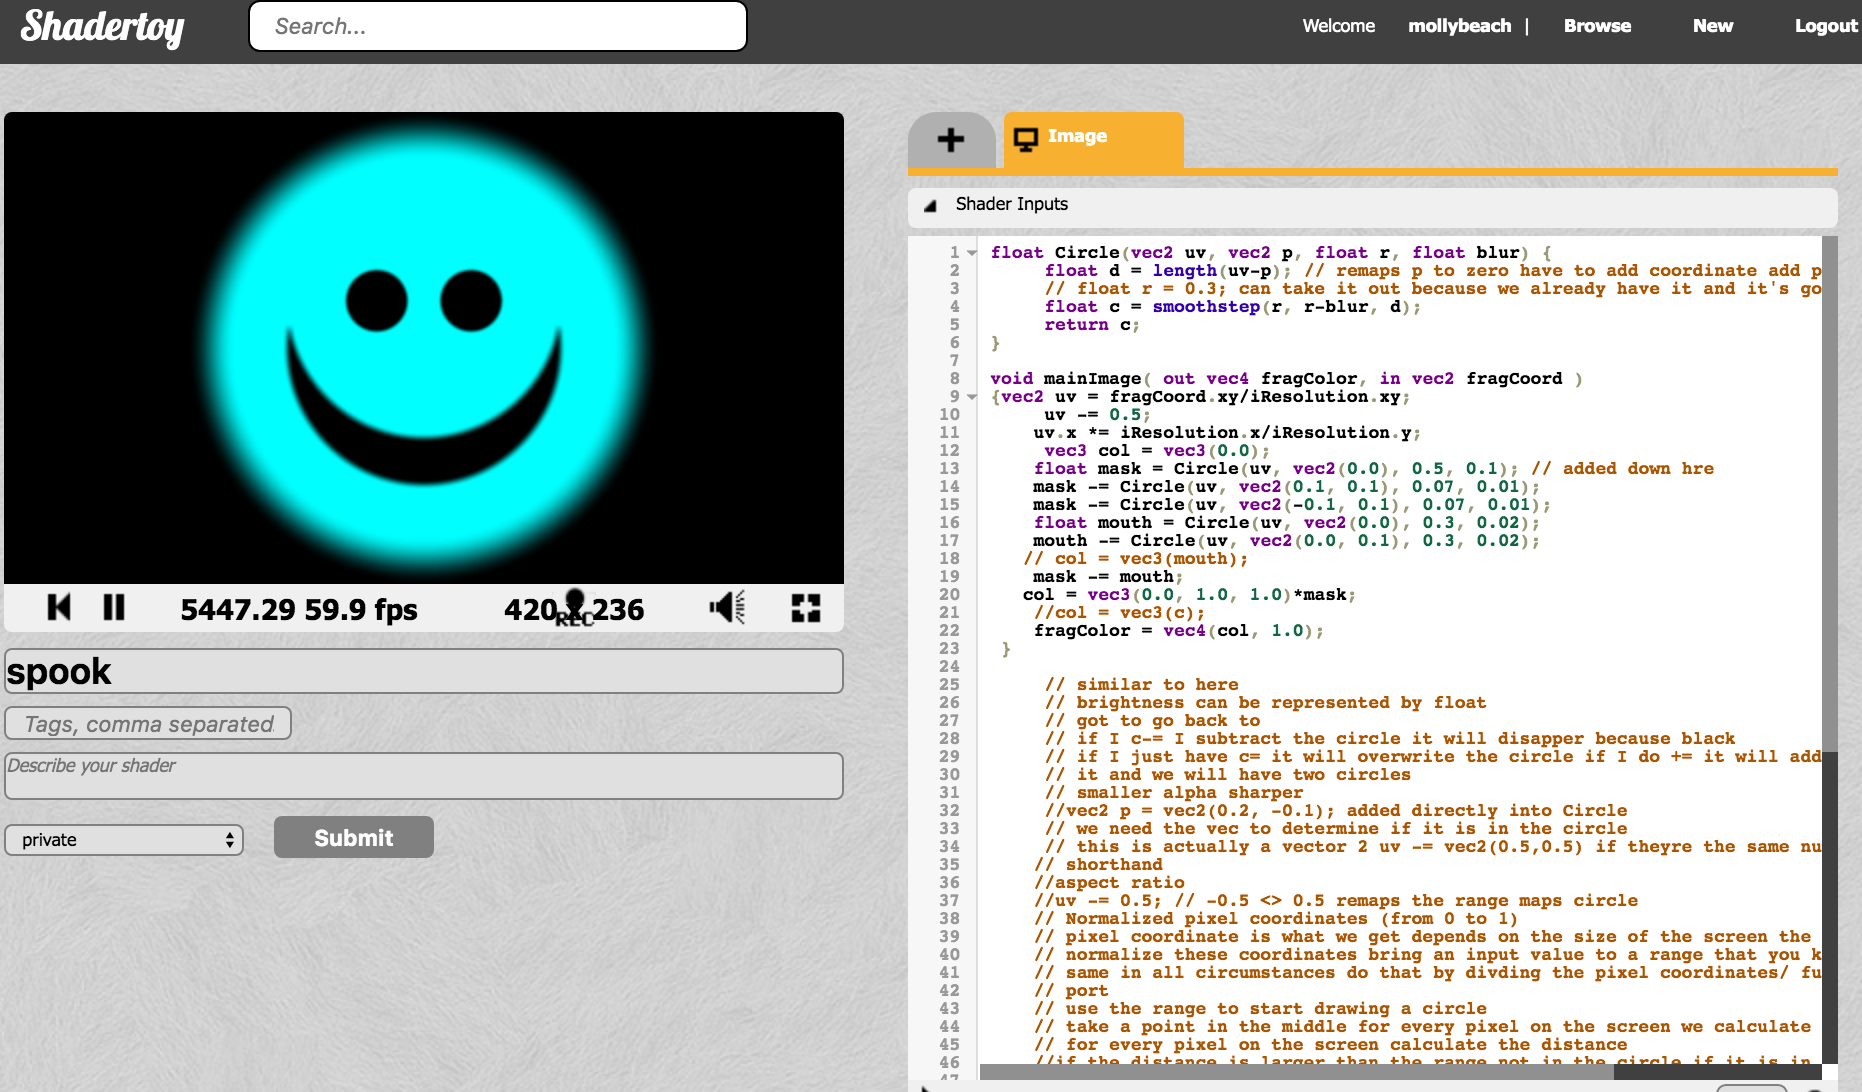 Shadertoy
Search...
Welcome mollybeach | Browse New Logout
5447.29 59.9 fps 420 x 236
REC
spook
Tags, comma separated
Describe your shader
private
Submit
+
Image
Shader Inputs
1 float Circle(vec2 uv, vec2 p, float r, float blur) {
2 float d = length(uv-p); // remaps p to zero have to add coordinate add p
3 // float r = 0.3; can take it out because we already have it and it's go
4 float c = smoothstep(r, r-blur, d);
5 return c;
6 }
7
8 void mainImage( out vec4 fragColor, in vec2 fragCoord )
9 {vec2 uv = fragCoord.xy/iResolution.xy;
10 uv -= 0.5;
11 uv.x *= iResolution.x/iResolution.y;
12 vec3 col = vec3(0.0);
13 float mask = Circle(uv, vec2(0.0), 0.5, 0.1); // added down hre
14 mask -= Circle(uv, vec2(0.1, 0.1), 0.07, 0.01);
15 mask -= Circle(uv, vec2(-0.1, 0.1), 0.07, 0.01);
16 float mouth = Circle(uv, vec2(0.0), 0.3, 0.02);
17 mouth -= Circle(uv, vec2(0.0, 0.1), 0.3, 0.02);
18 // col = vec3(mouth);
19 mask -= mouth;
20 col = vec3(0.0, 1.0, 1.0)*mask;
21 //col = vec3(c);
22 fragColor = vec4(col, 1.0);
23 }
24
25 // similar to here
26 // brightness can be represented by float
27 // got to go back to
28 // if I c-= I subtract the circle it will disapper because black
29 // if I just have c= it will overwrite the circle if I do += it will add
30 // it and we will have two circles
31 // smaller alpha sharper
32 //vec2 p = vec2(0.2, -0.1); added directly into Circle
33 // we need the vec to determine if it is in the circle
34 // this is actually a vector 2 uv -= vec2(0.5,0.5) if theyre the same nu
35 // shorthand
36 //aspect ratio
37 //uv -= 0.5; // -0.5 <> 0.5 remaps the range maps circle
38 // Normalized pixel coordinates (from 0 to 1)
39 // pixel coordinate is what we get depends on the size of the screen the
40 // normalize these coordinates bring an input value to a range that you k
41 // same in all circumstances do that by divding the pixel coordinates/ fu
42 // port
43 // use the range to start drawing a circle
44 // take a point in the middle for every pixel on the screen we calculate
45 // for every pixel on the screen calculate the distance
46 //if the distance is larger than the range not in the circle if it is in
47